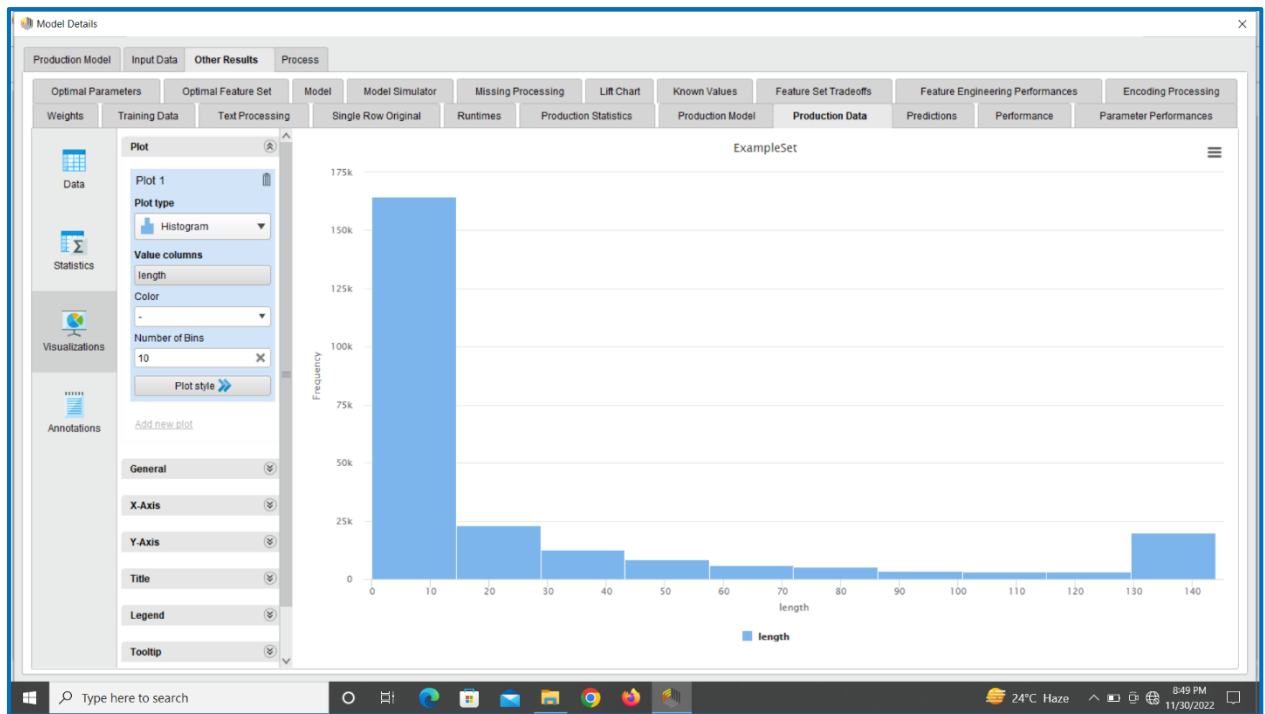 Model Details
Production Model Input Data Other Results Process
Optimal Parameters Optimal Feature Set Model Model Simulator Missing Processing Lift Chart Known Values Feature Set Tradeoffs Feature Engineering Performances Encoding Processing
Weights Training Data Text Processing Single Row Original Runtimes Production Statistics Production Model Production Data Predictions Performance Parameter Performances
Data
Statistics
Visualizations
Annotations
Plot
Plot 1
Plot type
Histogram
Value columns
length
Color
-
Number of Bins
10
Plot style
Add new plot
General
X-Axis
Y-Axis
Title
Legend
Tooltip
ExampleSet
Frequency
175k
150k
125k
100k
75k
50k
25k
0
0 10 20 30 40 50 60 70 80 90 100 110 120 130 140
length
length
Type here to search
24°C Haze
8:49 PM
11/30/2022